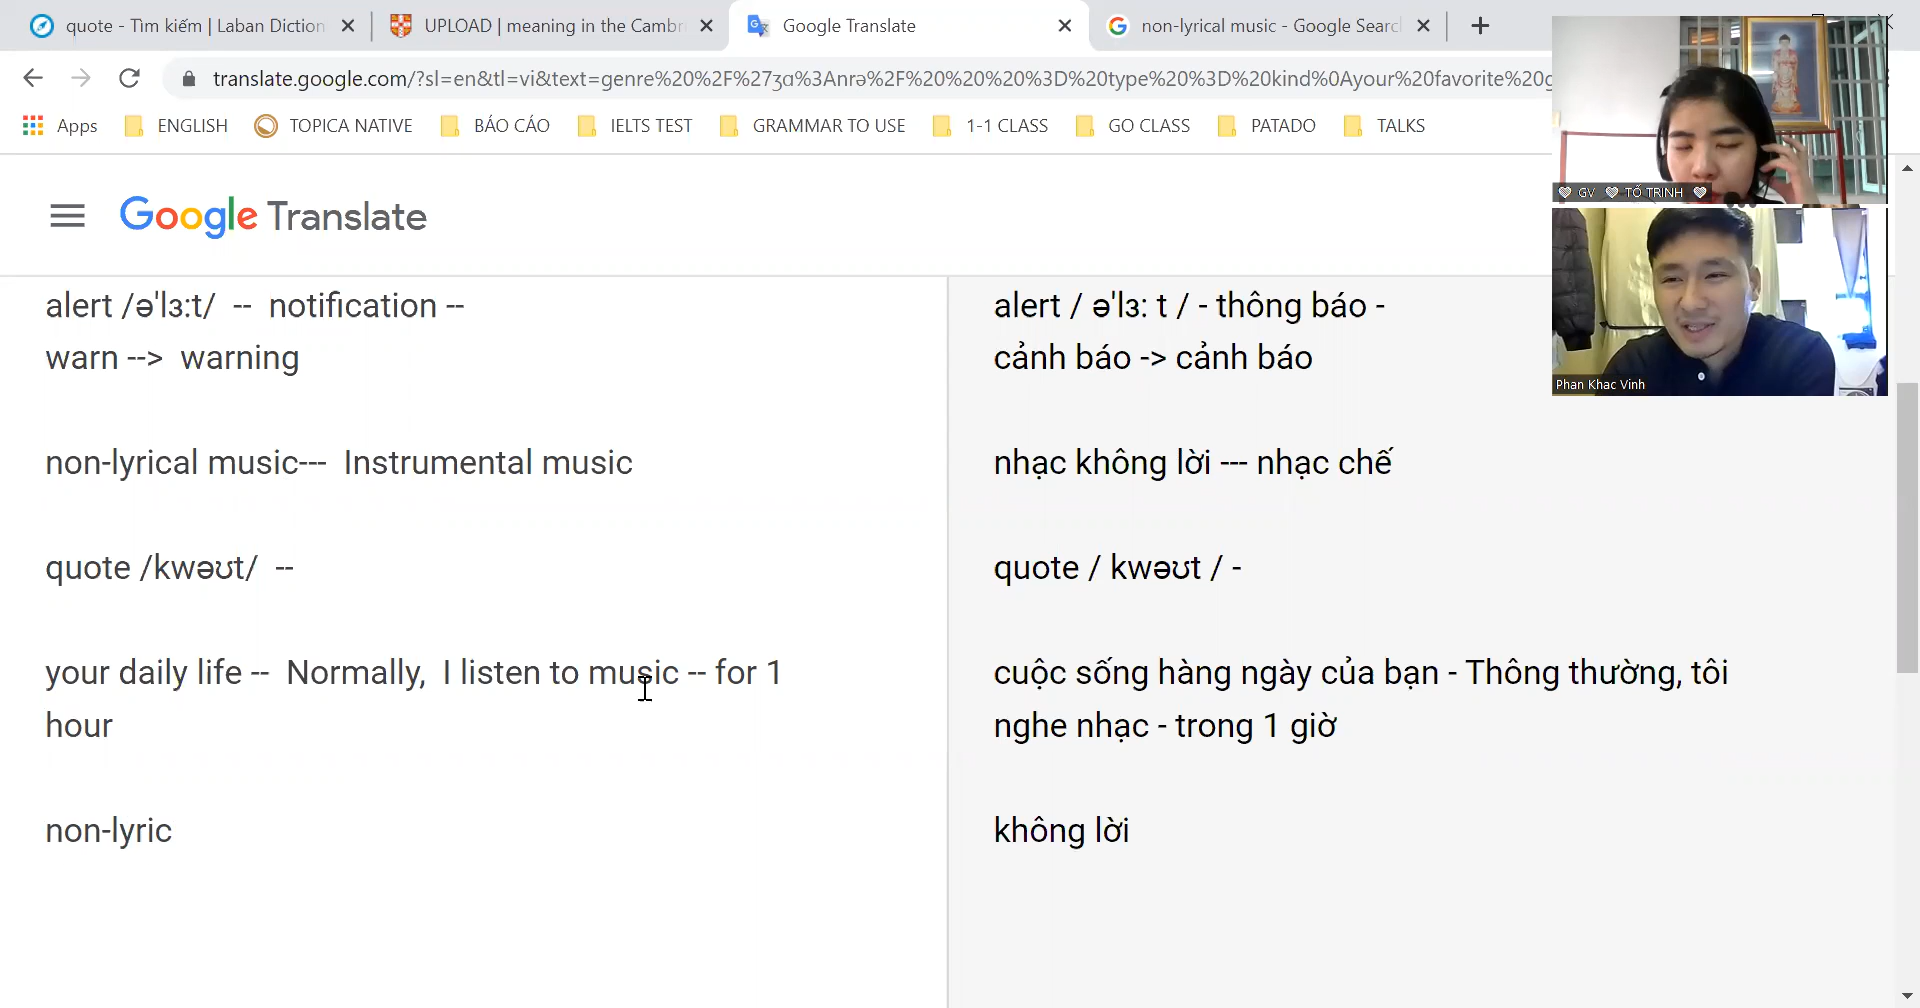 quote - Tìm kiếm | Laban Diction
UPLOAD | meaning in the Cambr
Google Translate
non-lyrical music - Google Searc
translate.google.com/?sl=en&tl=vi&text=genre%20%2F%27ʒɑ%3Anrə%2F%20%20%20%3D%20type%20%3D%20kind%0Ayour%20favorite%20g
Apps
ENGLISH
TOPICA NATIVE
BÁO CÁO
IELTS TEST
GRAMMAR TO USE
1-1 CLASS
GO CLASS
PATADO
TALKS
GV TỐ TRINH
Phan Khac Vinh
Google Translate
alert /ə'lɜ:t/ -- notification --
warn --> warning
non-lyrical music--- Instrumental music
quote /kwəʊt/ --
your daily life -- Normally, I listen to music -- for 1
hour
non-lyric
alert / ə'lɜ: t / - thông báo -
cảnh báo -> cảnh báo
nhạc không lời --- nhạc chế
quote / kwəʊt / -
cuộc sống hàng ngày của bạn - Thông thường, tôi
nghe nhạc - trong 1 giờ
không lời